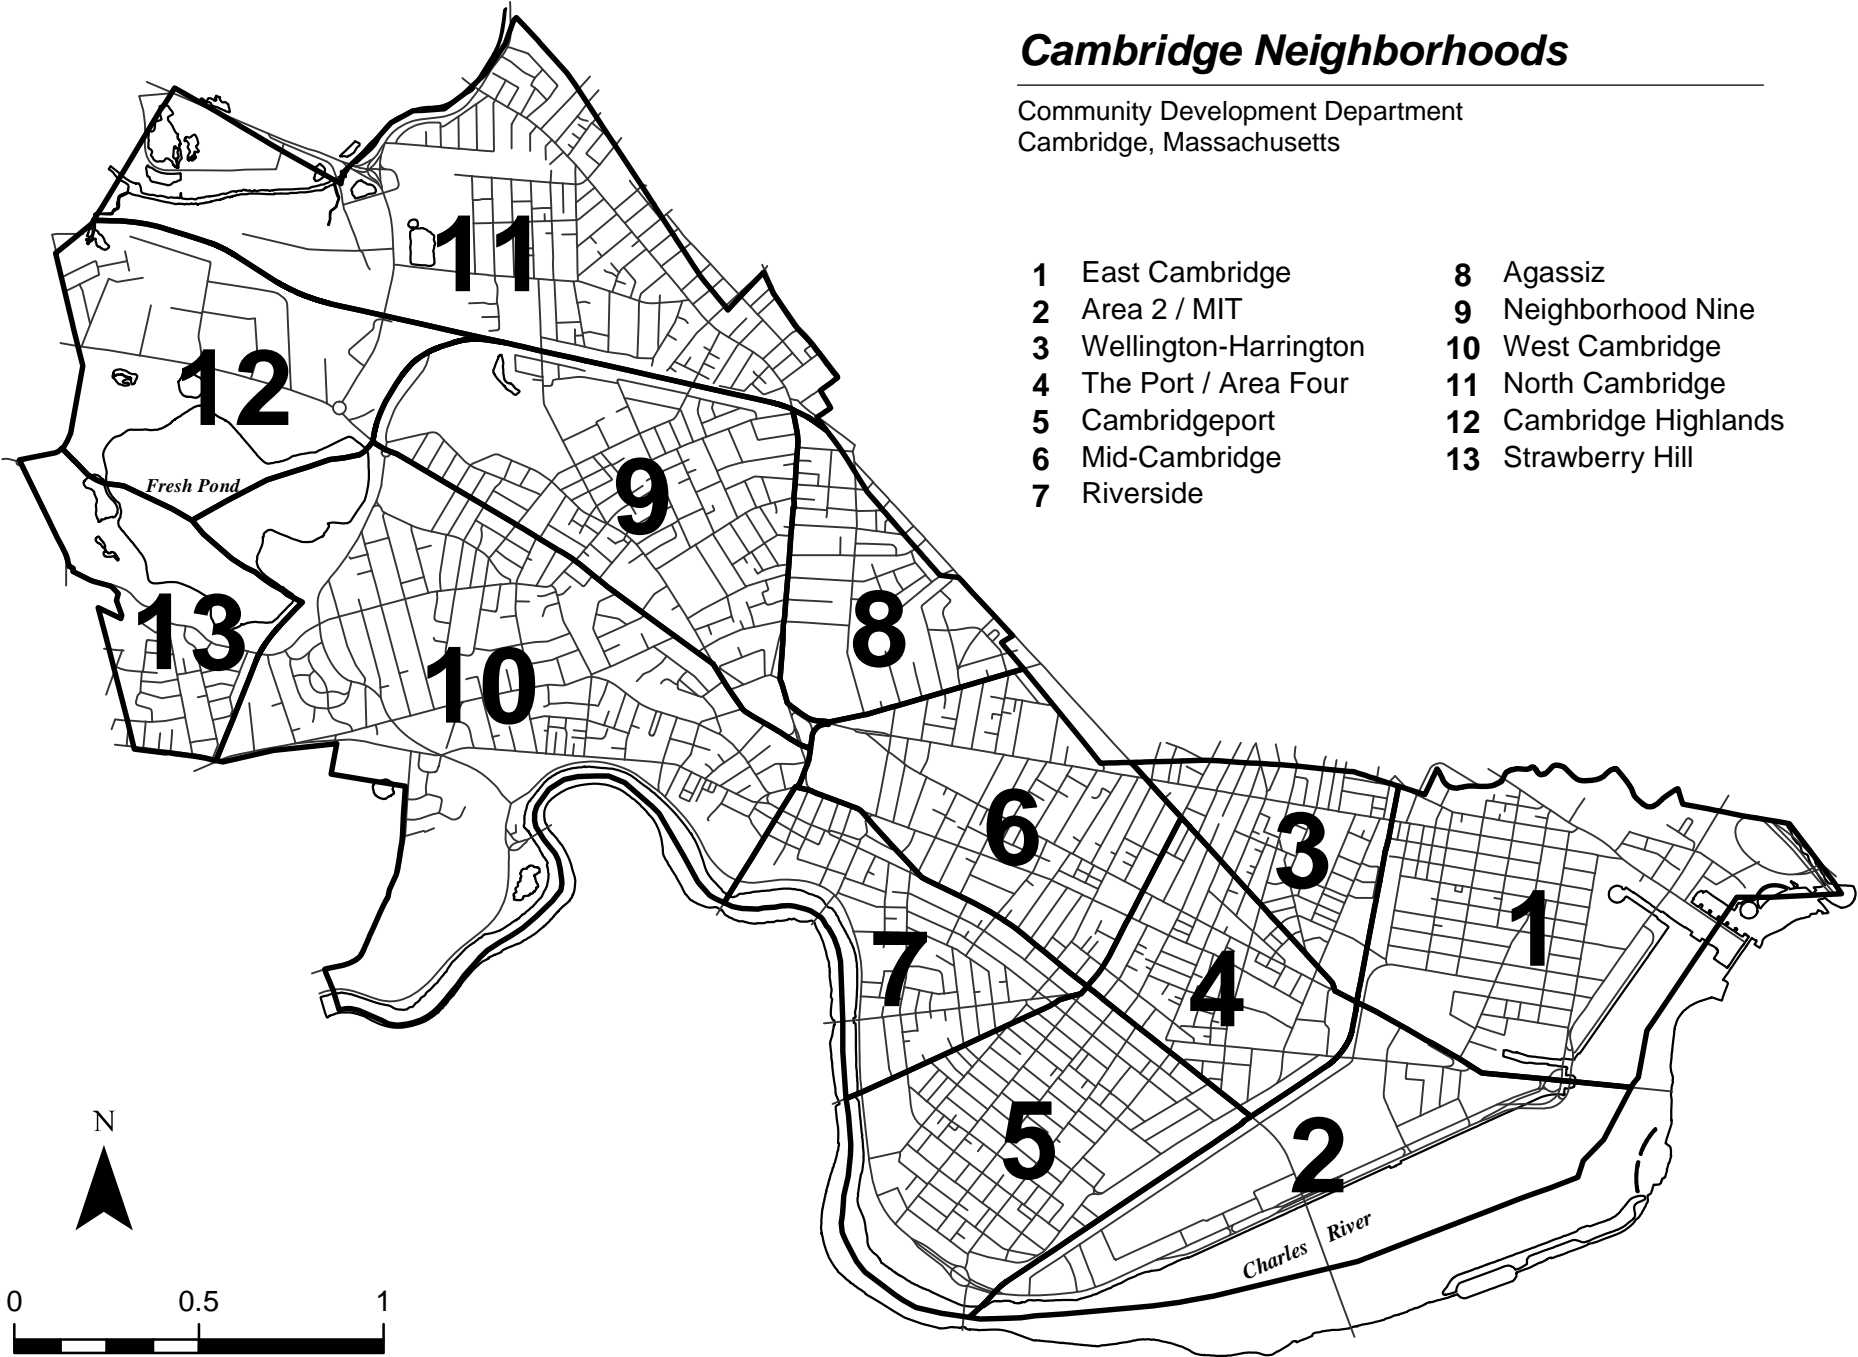 Cambridge Neighborhoods
Community Development Department
Cambridge, Massachusetts
1 East Cambridge
2 Area 2 / MIT
3 Wellington-Harrington
4 The Port / Area Four
5 Cambridgeport
6 Mid-Cambridge
7 Riverside
8 Agassiz
9 Neighborhood Nine
10 West Cambridge
11 North Cambridge
12 Cambridge Highlands
13 Strawberry Hill
11
12
9
Fresh Pond
8
13
10
6
3
1
7
4
5
2
Charles River
N
0 0.5 1